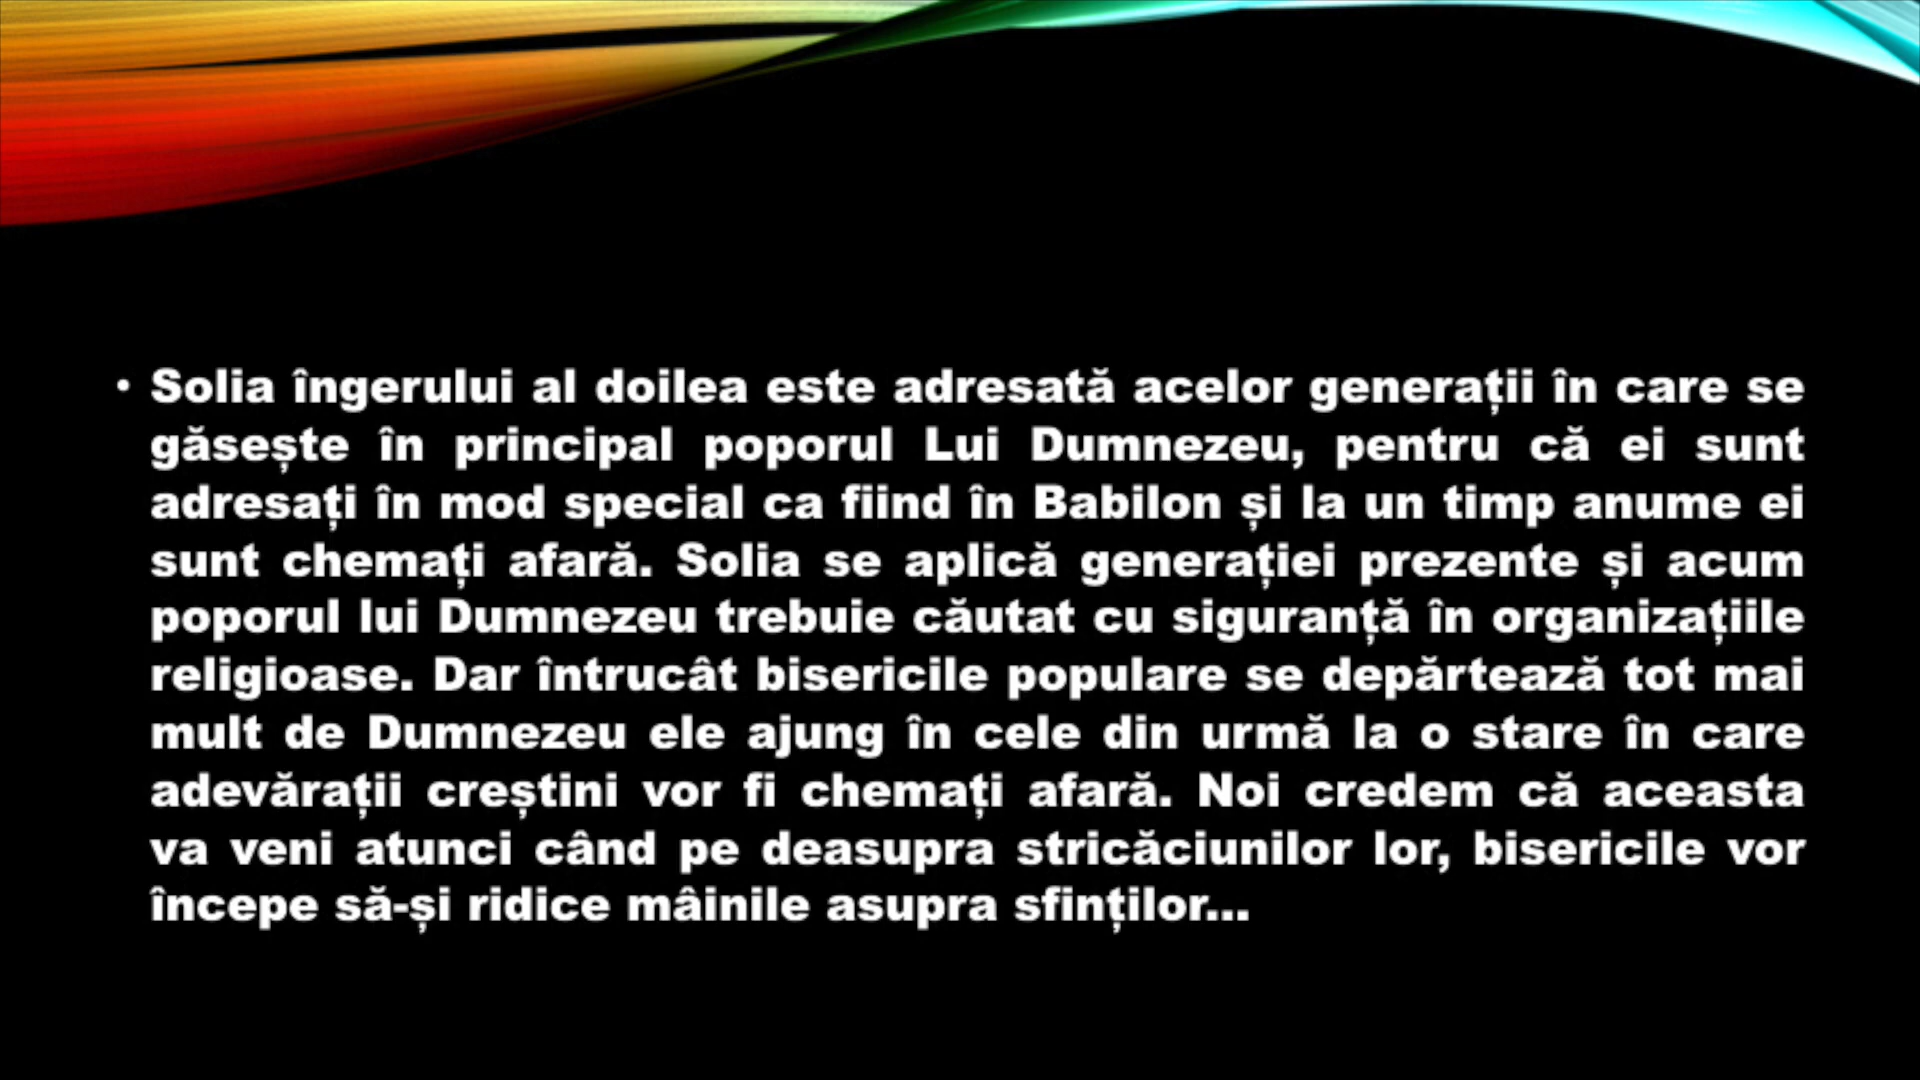 • Solia îngerului al doilea este adresată acelor generații în care se
găsește în principal poporul Lui Dumnezeu, pentru că ei sunt
adresați în mod special ca fiind în Babilon și la un timp anume ei
sunt chemați afară. Solia se aplică generației prezente și acum
poporul lui Dumnezeu trebuie căutat cu siguranță în organizațiile
religioase. Dar întrucât bisericile populare se depărtează tot mai
mult de Dumnezeu ele ajung în cele din urmă la o stare în care
adevărații creștini vor fi chemați afară. Noi credem că aceasta
va veni atunci când pe deasupra stricăciunilor lor, bisericile vor
începe să-și ridice mâinile asupra sfinților...